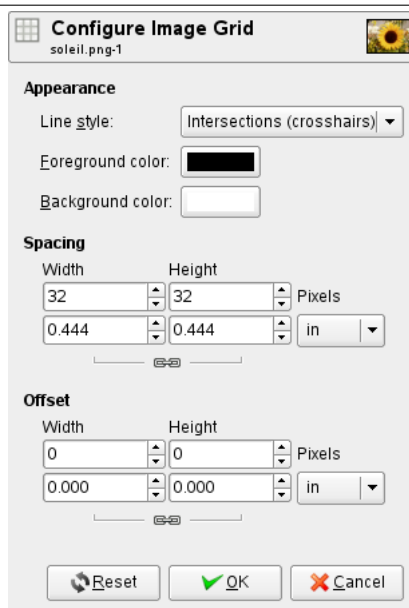 Configure Image Grid
soleil.png-1
Appearance
Line style: Intersections (crosshairs)
Foreground color:
Background color:
Spacing
Width Height
32 32 Pixels
0.444 0.444 in
Offset
Width Height
0 0 Pixels
0.000 0.000 in
Reset OK Cancel